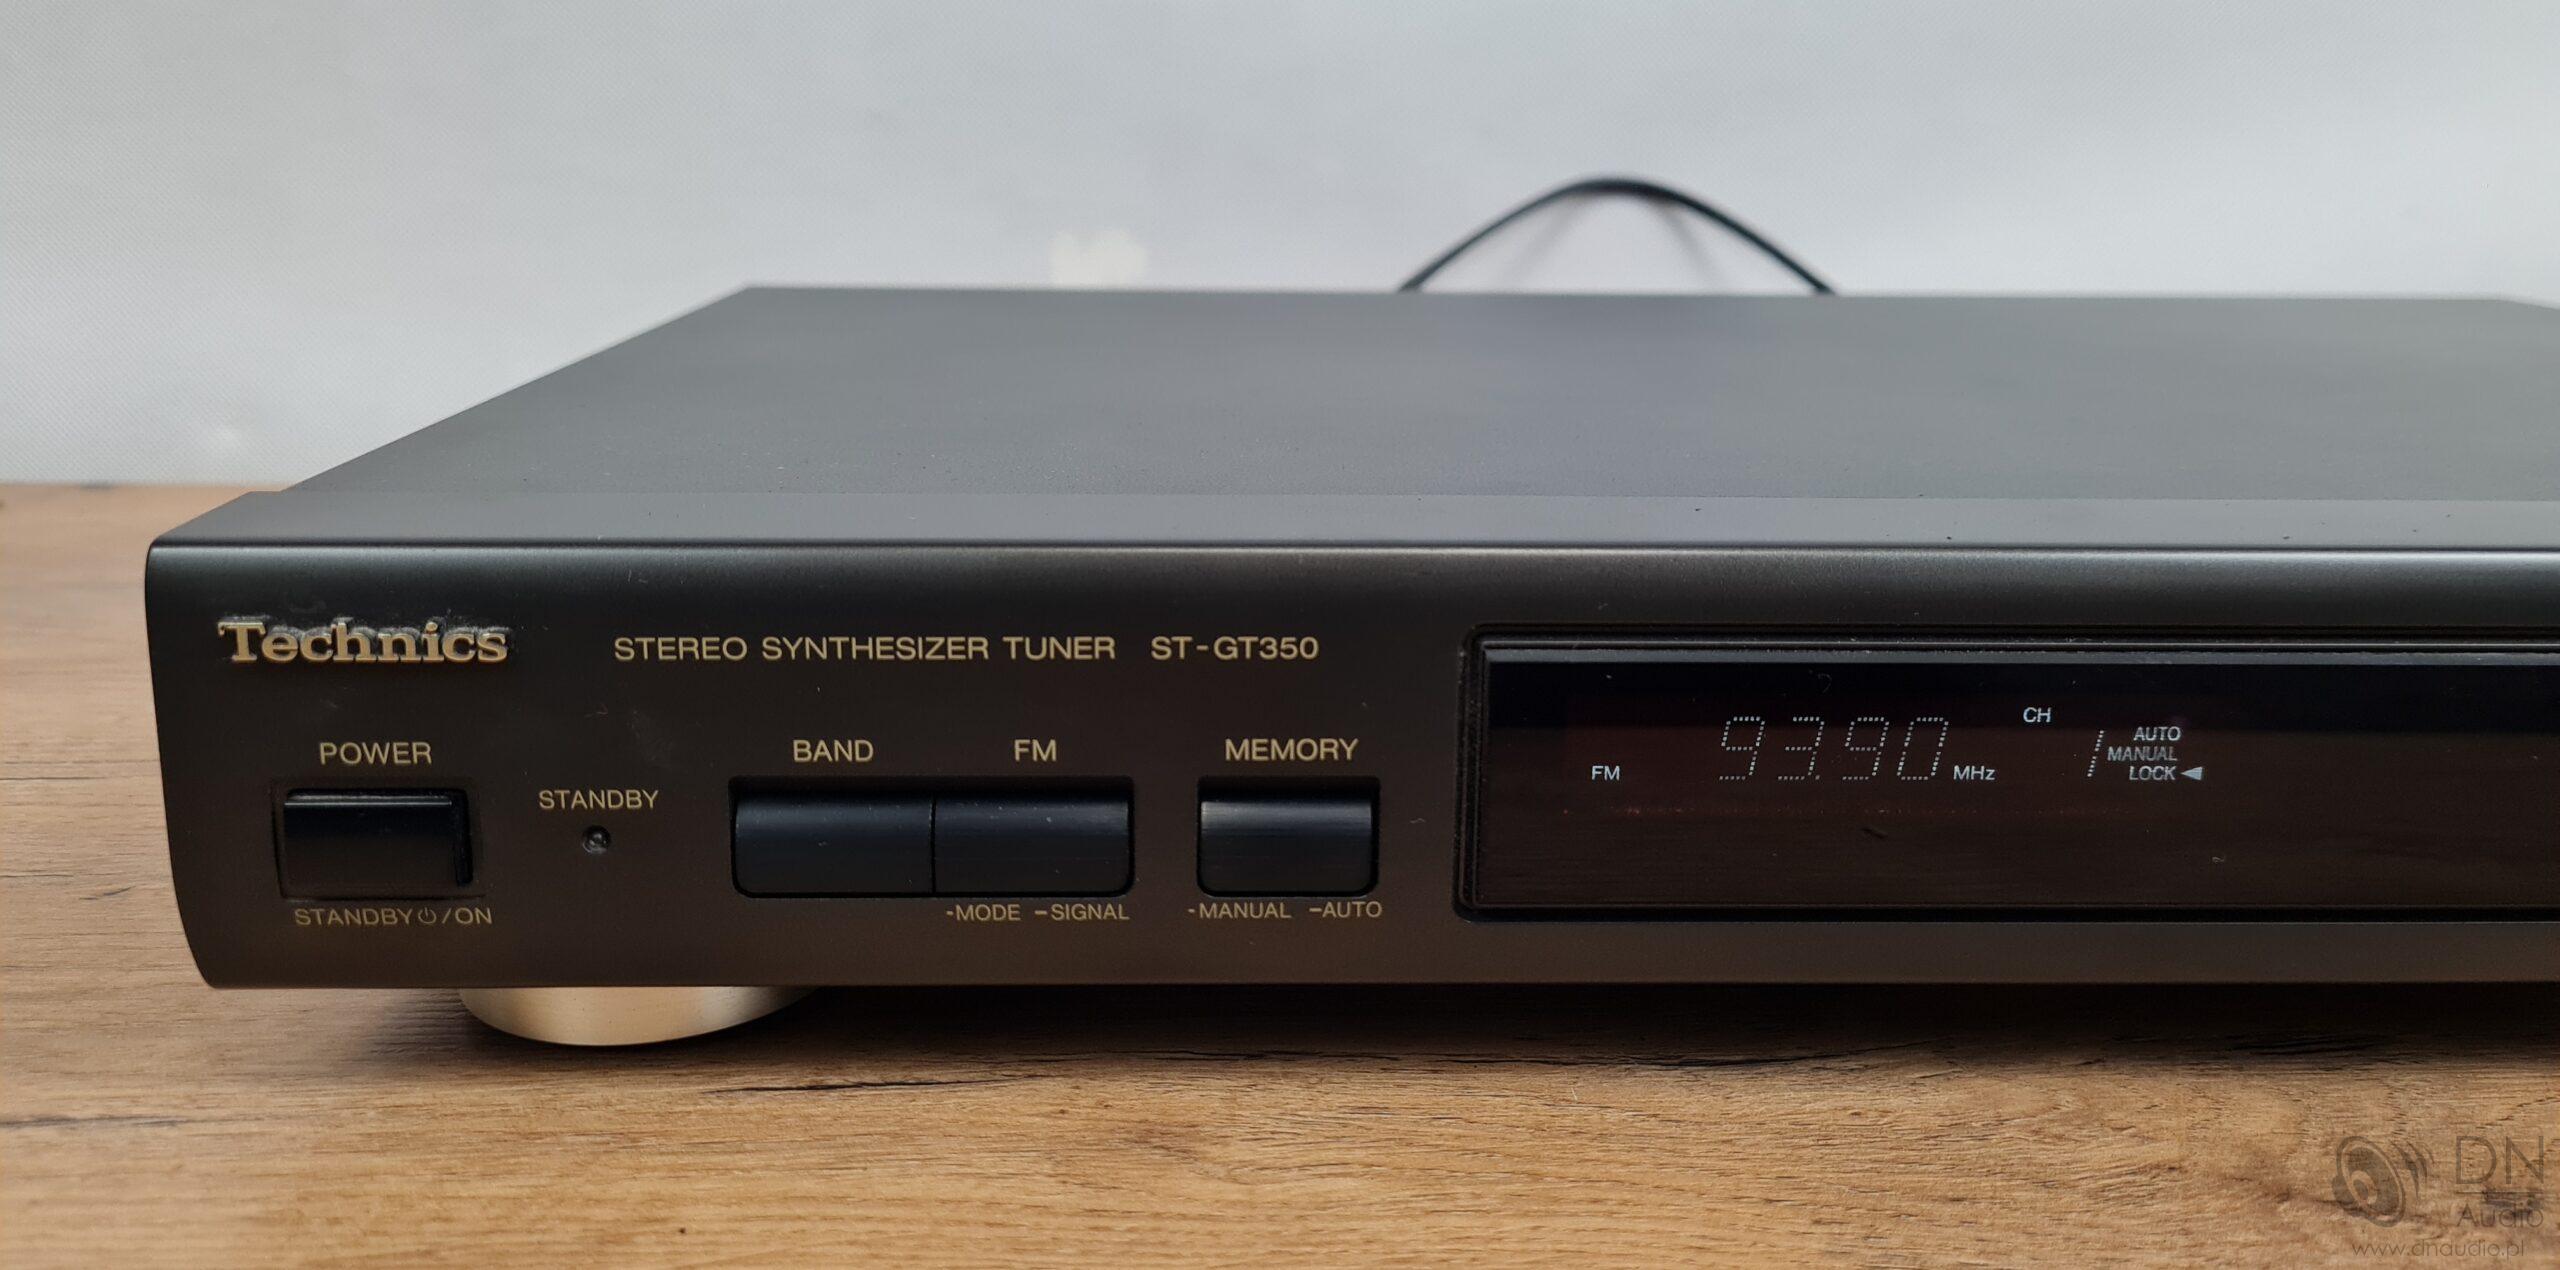 Technics
STEREO SYNTHESIZER TUNER ST-GT350
POWER
STANDBY⏻/ON
STANDBY
BAND
FM
-MODE –SIGNAL
MEMORY
-MANUAL –AUTO
FM 93.90 MHz
CH
1
AUTO
MANUAL
LOCK ◀
DN
Audio
www.dnaudio.pl